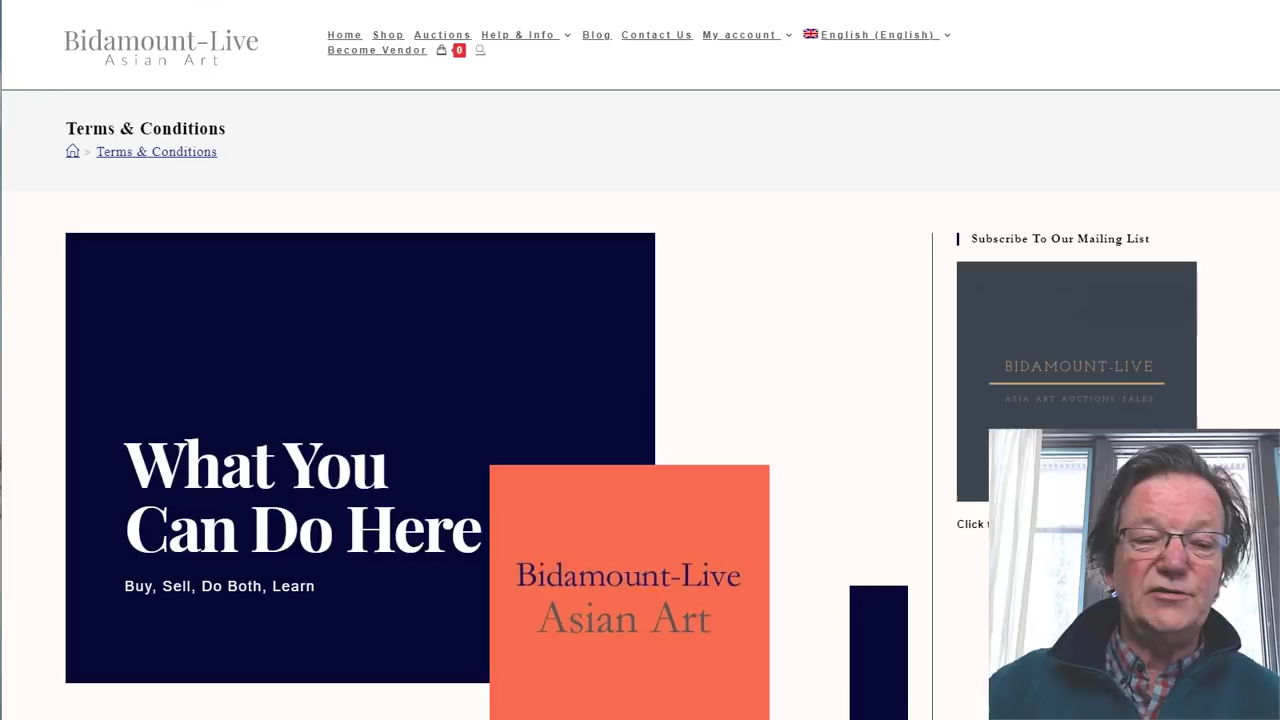 Bidamount-Live
Asian Art
Home Shop Auctions Help & Info Blog Contact Us My account English (English)
Become Vendor 0
Terms & Conditions
> Terms & Conditions
What You
Can Do Here
Buy, Sell, Do Both, Learn
Bidamount-Live
Asian Art
Subscribe To Our Mailing List
BIDAMOUNT-LIVE
ASIA ART AUCTIONS-SALES
Click